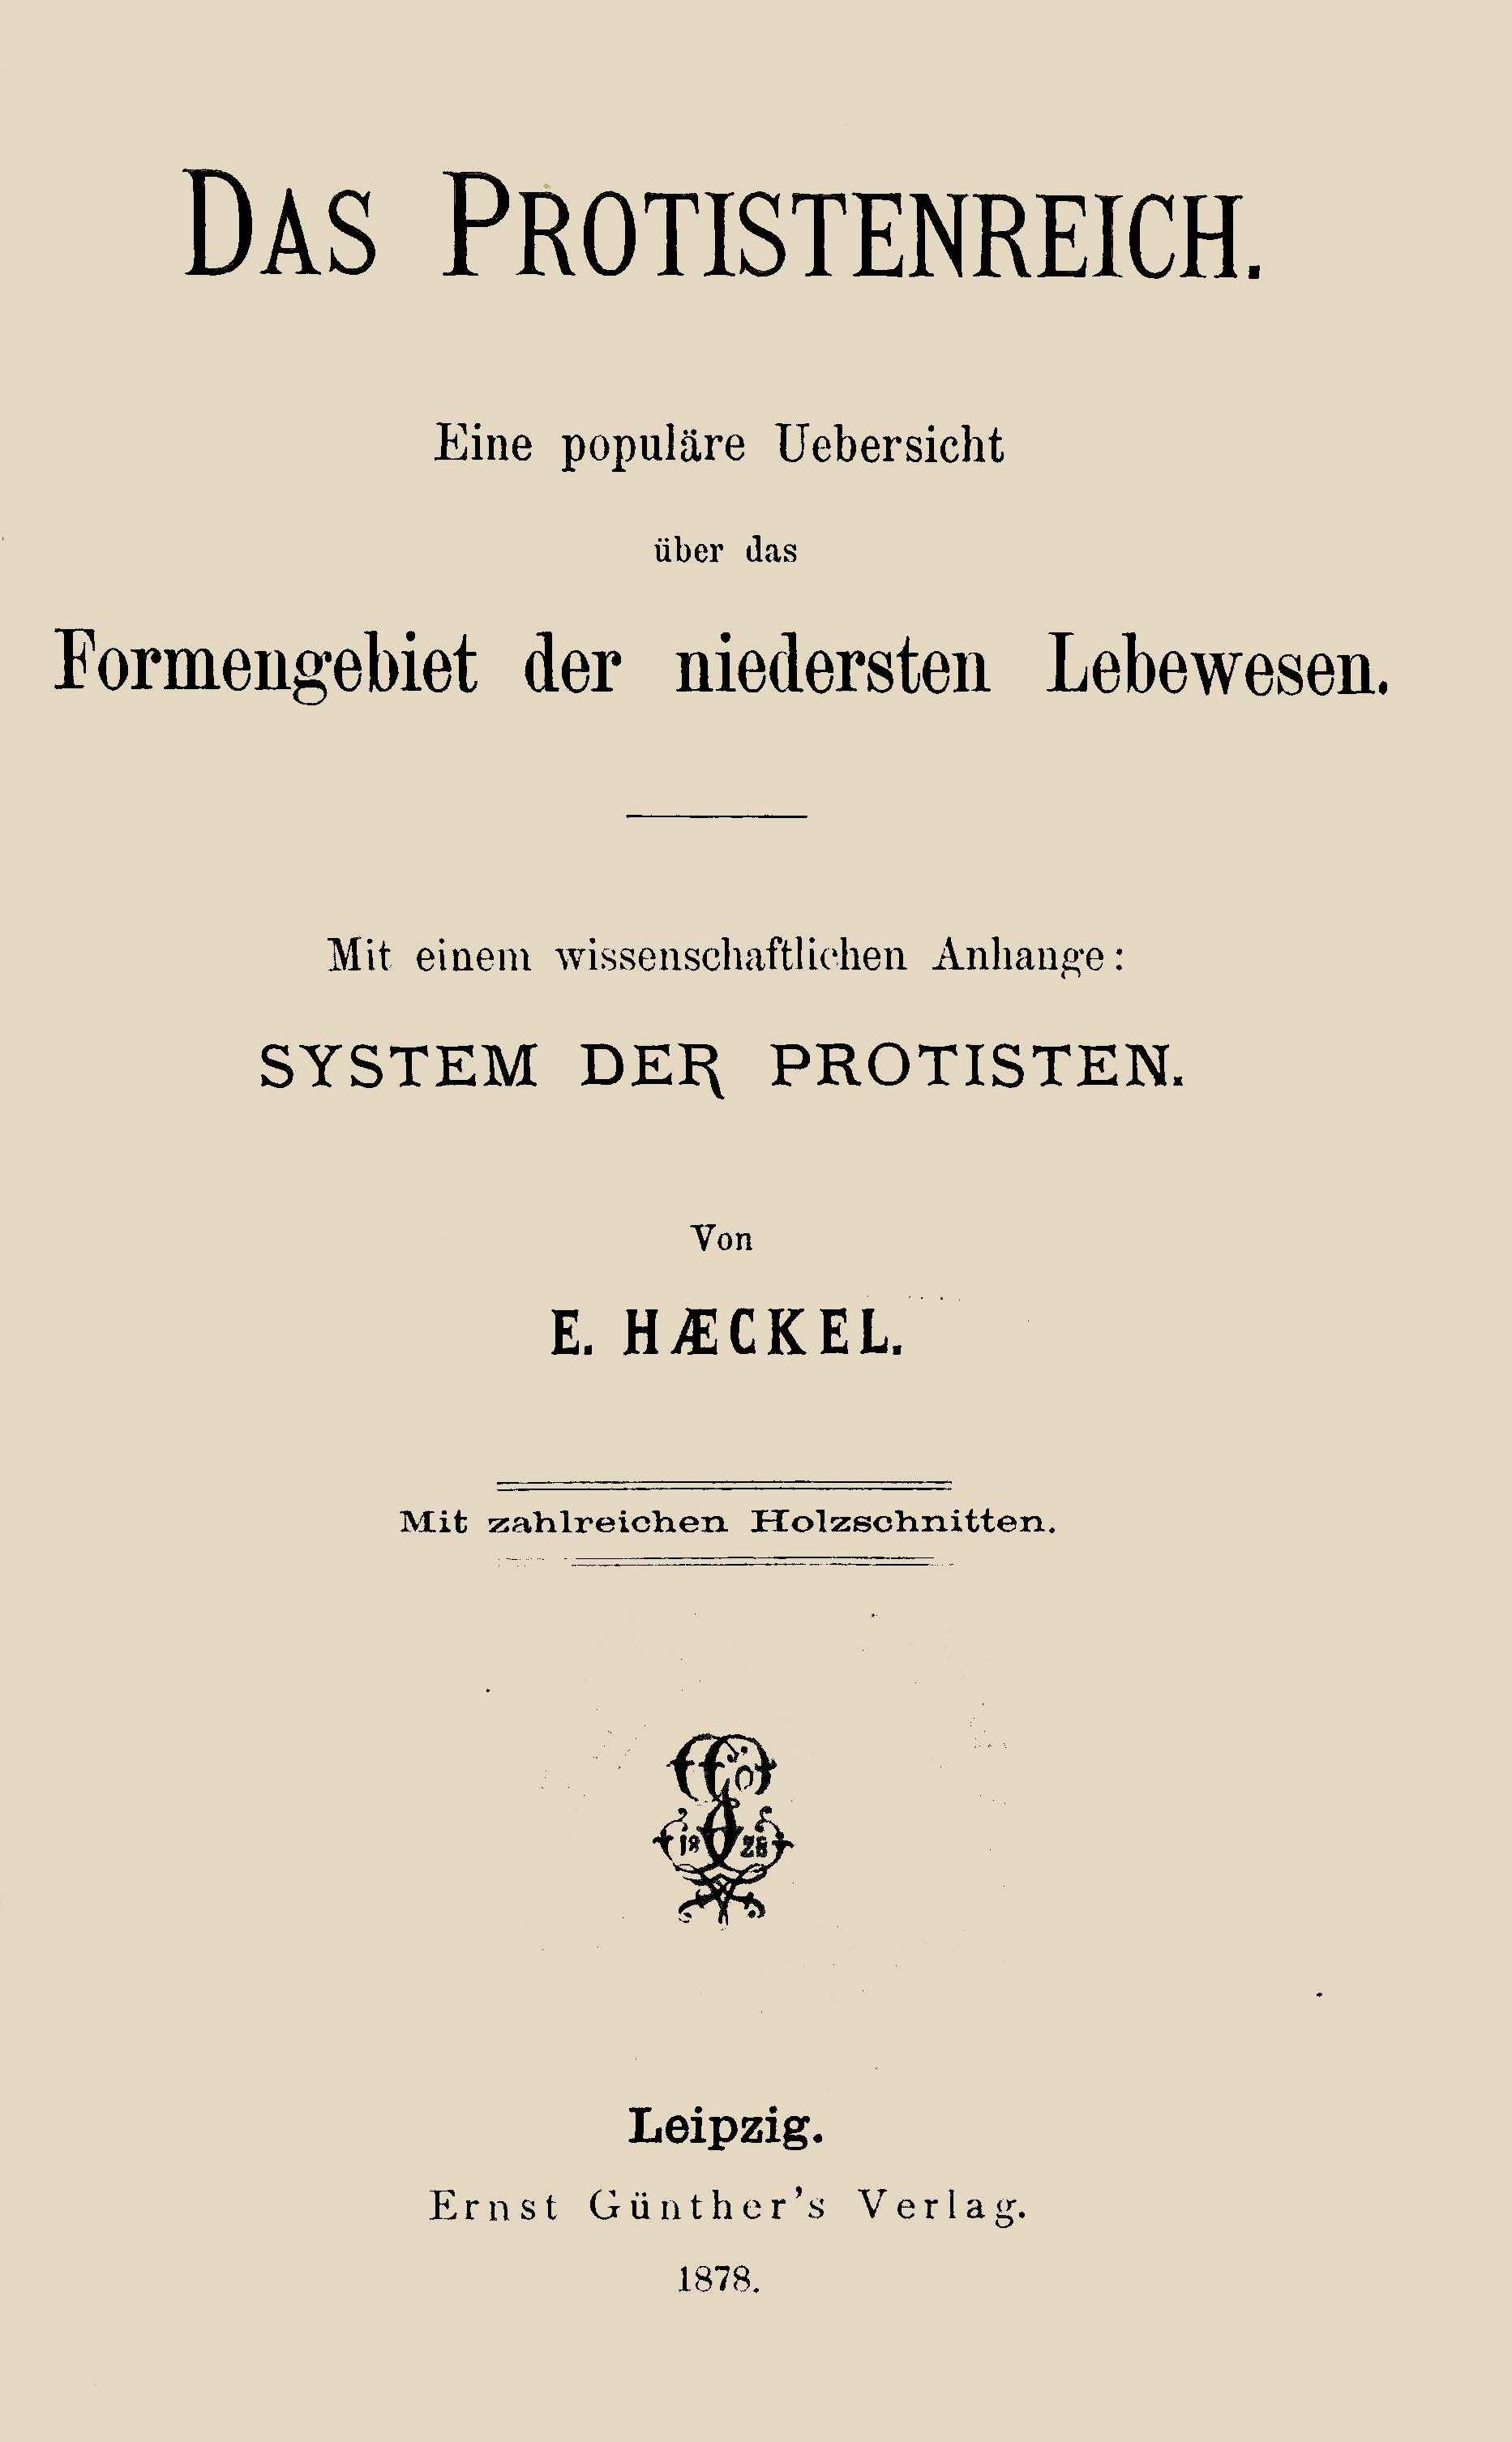 DAS PROTISTENREICH.
Eine populäre Uebersicht
über das
Formengebiet der niedersten Lebewesen.
Mit einem wissenschaftlichen Anhange:
SYSTEM DER PROTISTEN.
Von
E. HÆCKEL.
Mit zahlreichen Holzschnitten.
Leipzig.
Ernst Günther's Verlag.
1878.